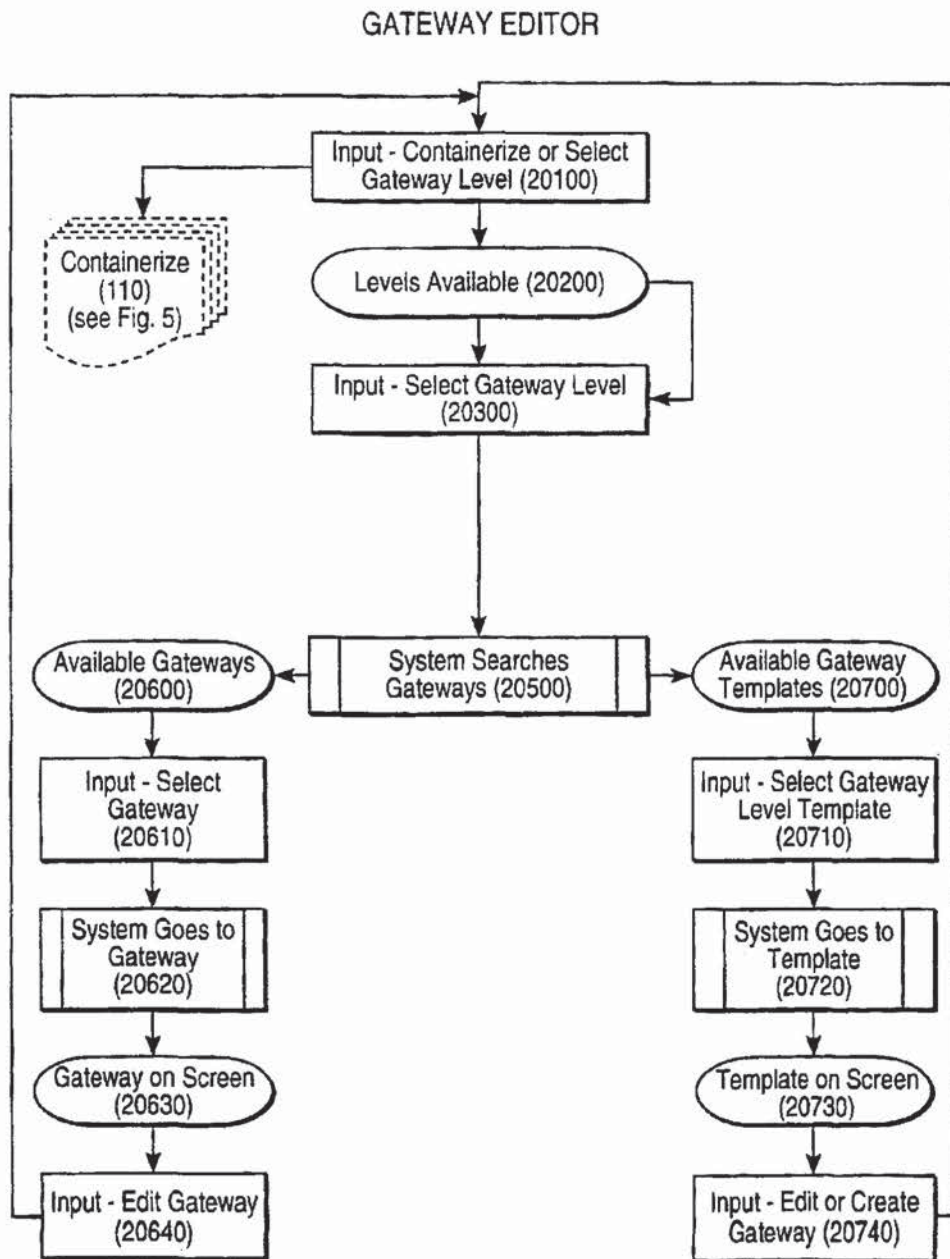 GATEWAY EDITOR
Input - Containerize or Select
Gateway Level (20100)
Containerize
(110)
(see Fig. 5)
Levels Available (20200)
Input - Select Gateway Level
(20300)
System Searches
Gateways (20500)
Available Gateways
(20600)
Input - Select
Gateway
(20610)
System Goes to
Gateway
(20620)
Gateway on Screen
(20630)
Input - Edit Gateway
(20640)
Available Gateway
Templates (20700)
Input - Select Gateway
Level Template
(20710)
System Goes to
Template
(20720)
Template on Screen
(20730)
Input - Edit or Create
Gateway (20740)